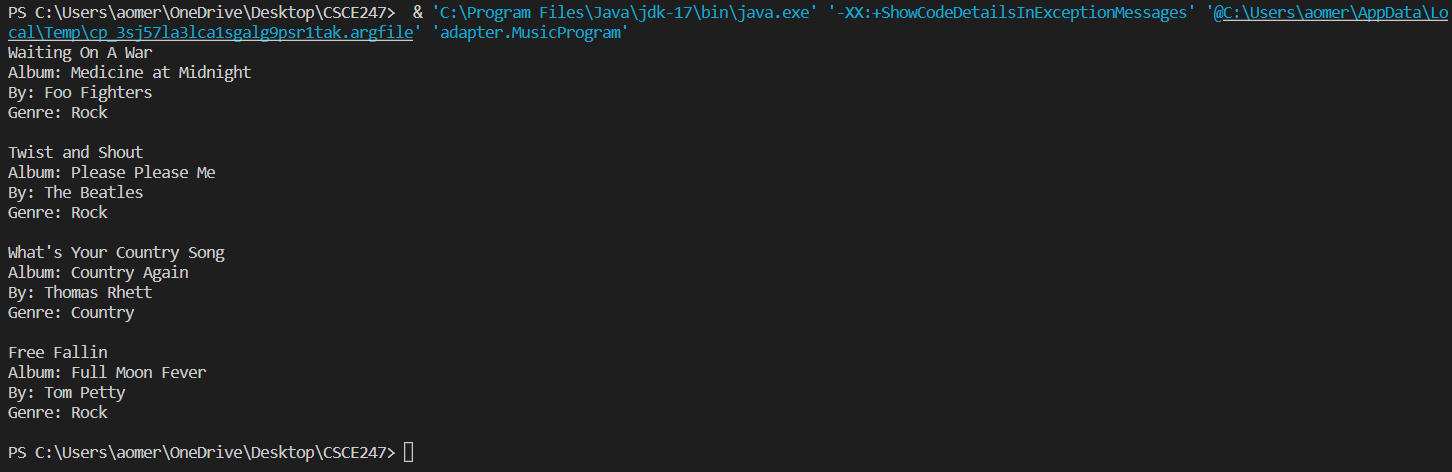 PS C:\Users\aomer\OneDrive\Desktop\CSCE247>  & 'C:\Program Files\Java\jdk-17\bin\java.exe' '-XX:+ShowCodeDetailsInExceptionMessages' '@C:\Users\aomer\AppData\Lo
cal\Temp\cp_3sj57la3lca1sgalg9psr1tak.argfile' 'adapter.MusicProgram'
Waiting On A War
Album: Medicine at Midnight
By: Foo Fighters
Genre: Rock
Twist and Shout
Album: Please Please Me
By: The Beatles
Genre: Rock
What's Your Country Song
Album: Country Again
By: Thomas Rhett
Genre: Country
Free Fallin
Album: Full Moon Fever
By: Tom Petty
Genre: Rock
PS C:\Users\aomer\OneDrive\Desktop\CSCE247>